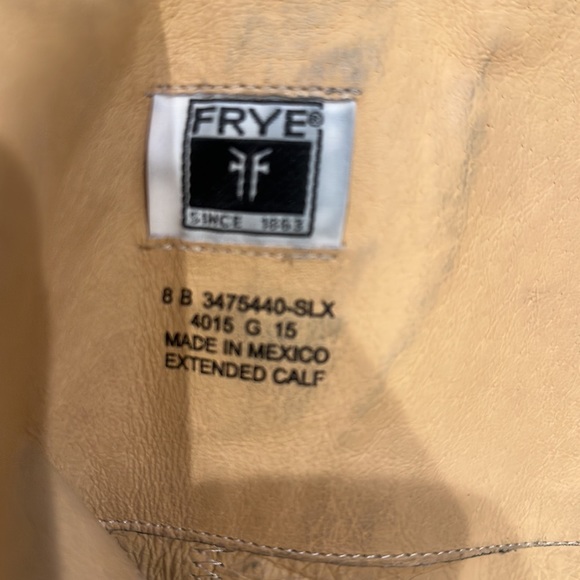 FRYE®
SINCE 1863
8 B 3475440-SLX
4015 G 15
MADE IN MEXICO
EXTENDED CALF